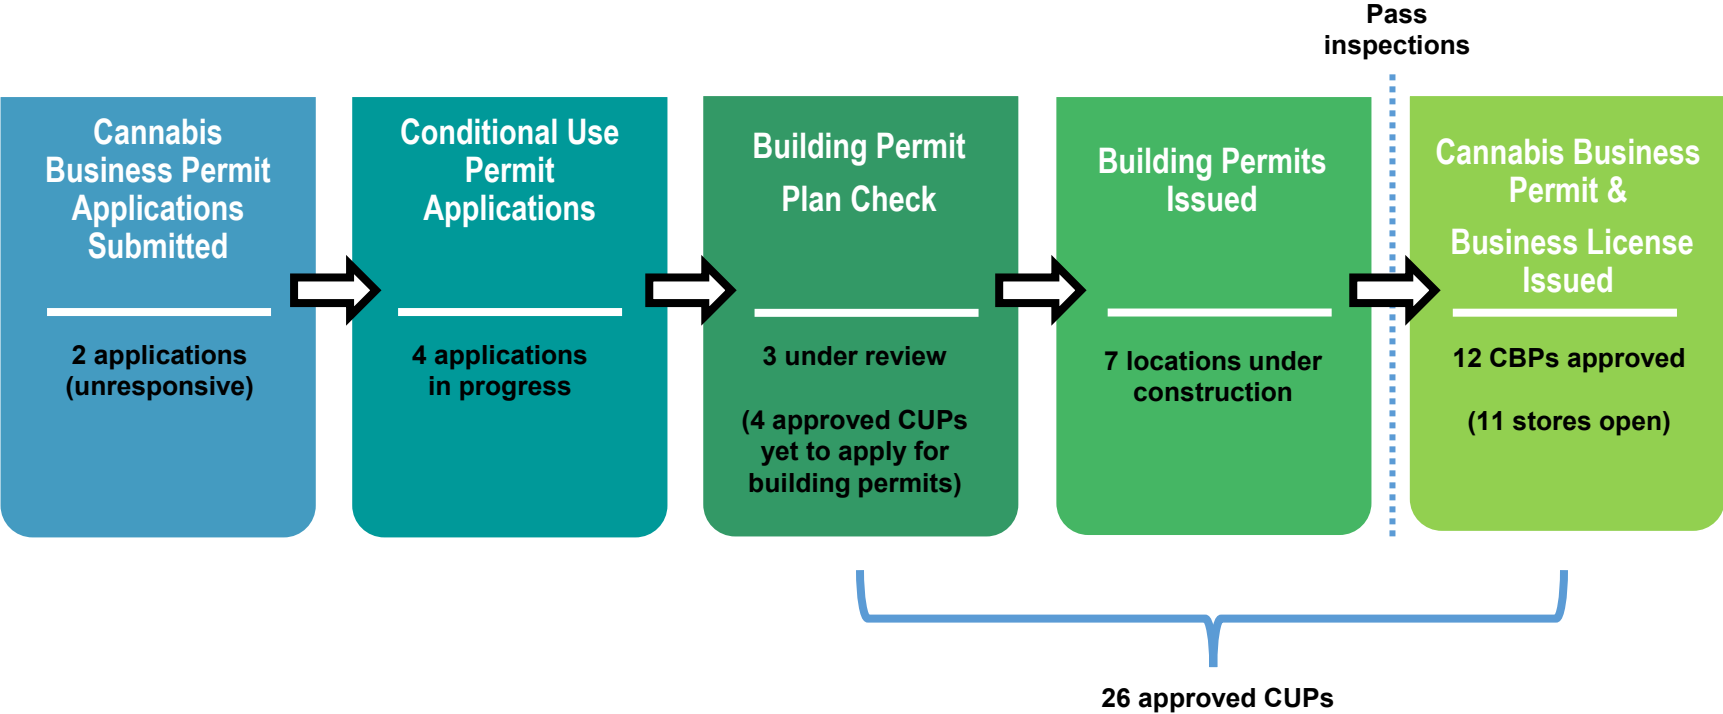 Pass
inspections
Cannabis
Business Permit
Applications
Submitted
2 applications
(unresponsive)
Conditional Use
Permit
Applications
4 applications
in progress
Building Permit
Plan Check
3 under review
(4 approved CUPs
yet to apply for
building permits)
Building Permits
Issued
7 locations under
construction
Cannabis Business
Permit &
Business License
Issued
12 CBPs approved
(11 stores open)
26 approved CUPs